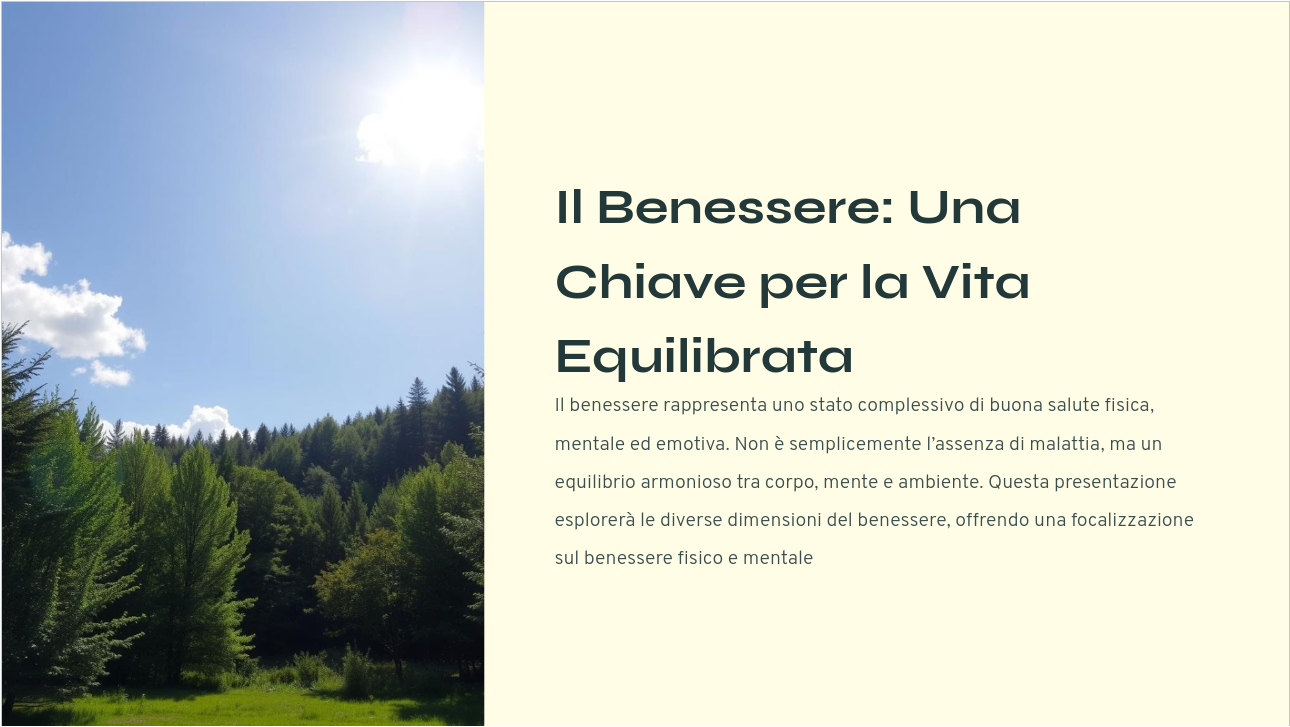 Il Benessere: Una
Chiave per la Vita
Equilibrata
Il benessere rappresenta uno stato complessivo di buona salute fisica,
mentale ed emotiva. Non è semplicemente l’assenza di malattia, ma un
equilibrio armonioso tra corpo, mente e ambiente. Questa presentazione
esplorerà le diverse dimensioni del benessere, offrendo una focalizzazione
sul benessere fisico e mentale